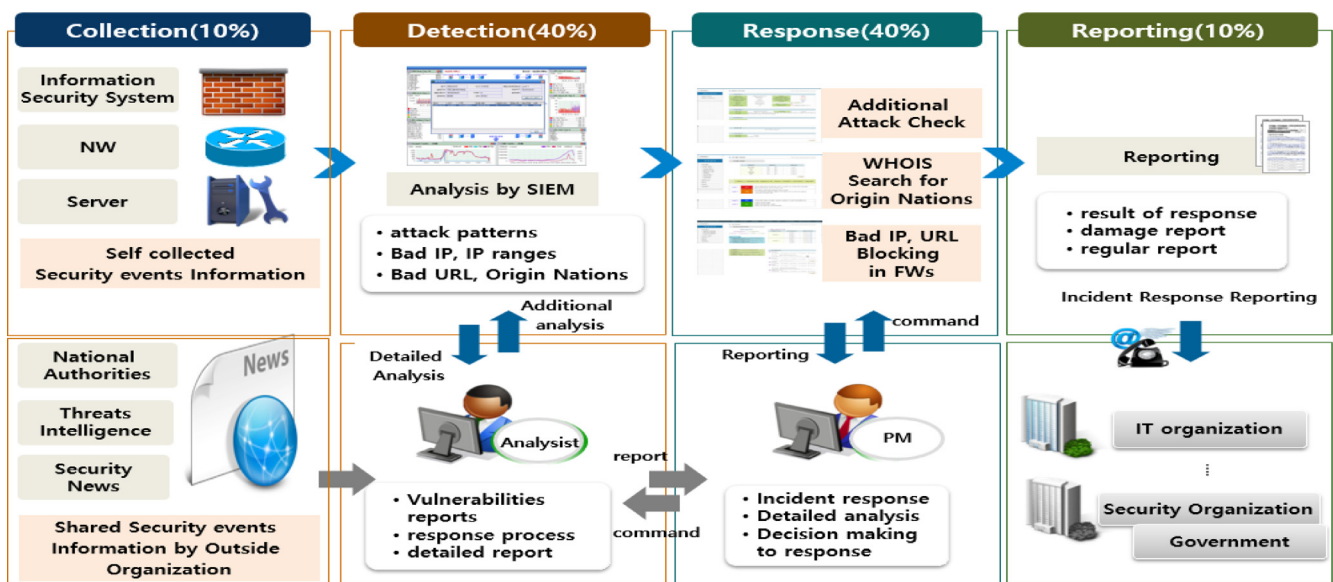 Collection(10%)
Information
Security System
NW
Server
Self collected
Security events Information
National
Authorities
Threats
Intelligence
Security
News
News
Shared Security events
Information by Outside
Organization
Detection(40%)
Analysis by SIEM
• attack patterns
• Bad IP, IP ranges
• Bad URL, Origin Nations
Additional
analysis
Detailed
Analysis
Analyst
• Vulnerabilities
reports
• response process
• detailed report
report
command
Response(40%)
Additional
Attack Check
WHOIS
Search for
Origin Nations
Bad IP, URL
Blocking
in FWs
command
Reporting
PM
• Incident response
• Detailed analysis
• Decision making
to response
Reporting(10%)
Reporting
• result of response
• damage report
• regular report
Incident Response Reporting
@
IT organization
...
Security Organization
Government